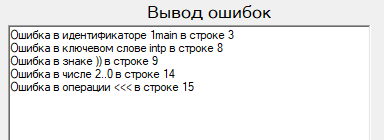 Вывод ошибок
Ошибка в идентификаторе 1main в строке 3
Ошибка в ключевом слове intp в строке 8
Ошибка в знаке )) в строке 9
Ошибка в числе 2..0 в строке 14
Ошибка в операции <<< в строке 15